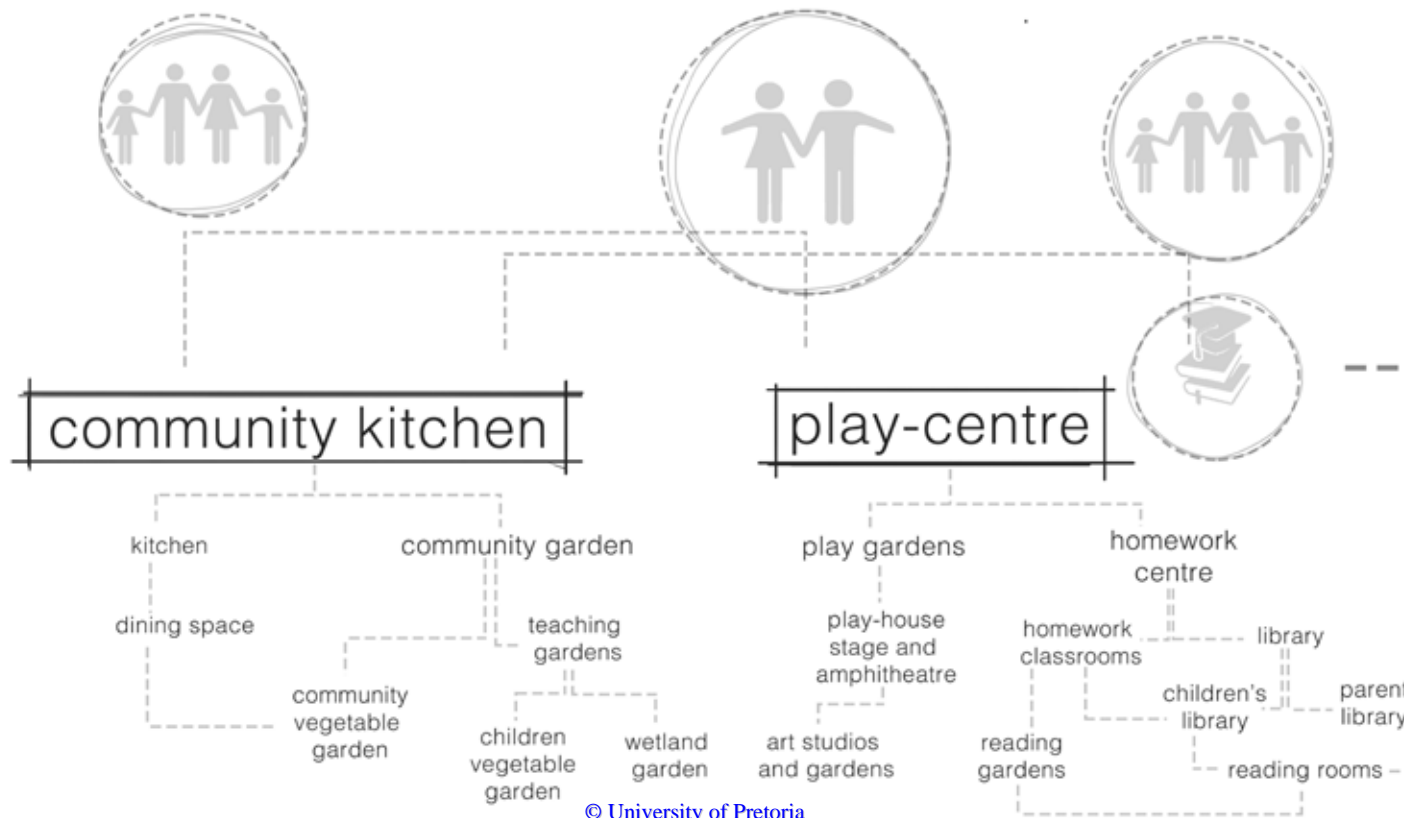 community kitchen
play-centre
kitchen
community garden
play gardens
homework
centre
dining space
teaching
gardens
play-house
stage and
amphitheatre
homework
classrooms
library
community
vegetable
garden
children's
library
parent
library
children
vegetable
garden
wetland
garden
art studios
and gardens
reading
gardens
reading rooms
© University of Pretoria